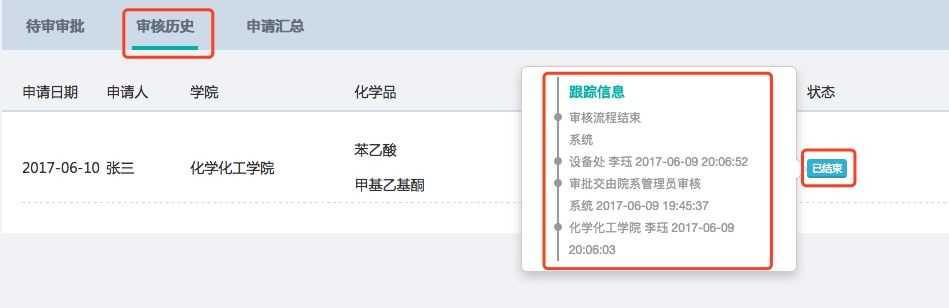 待审审批 审核历史 申请汇总
申请日期 申请人 学院 化学品 状态
跟踪信息
审核流程结束
系统
设备处 李珏 2017-06-09 20:06:52
审批交由院系管理员审核
系统 2017-06-09 19:45:37
化学化工学院 李珏 2017-06-09
20:06:03
苯乙酸
2017-06-10 张三 化学化工学院 已结束
甲基乙基酮